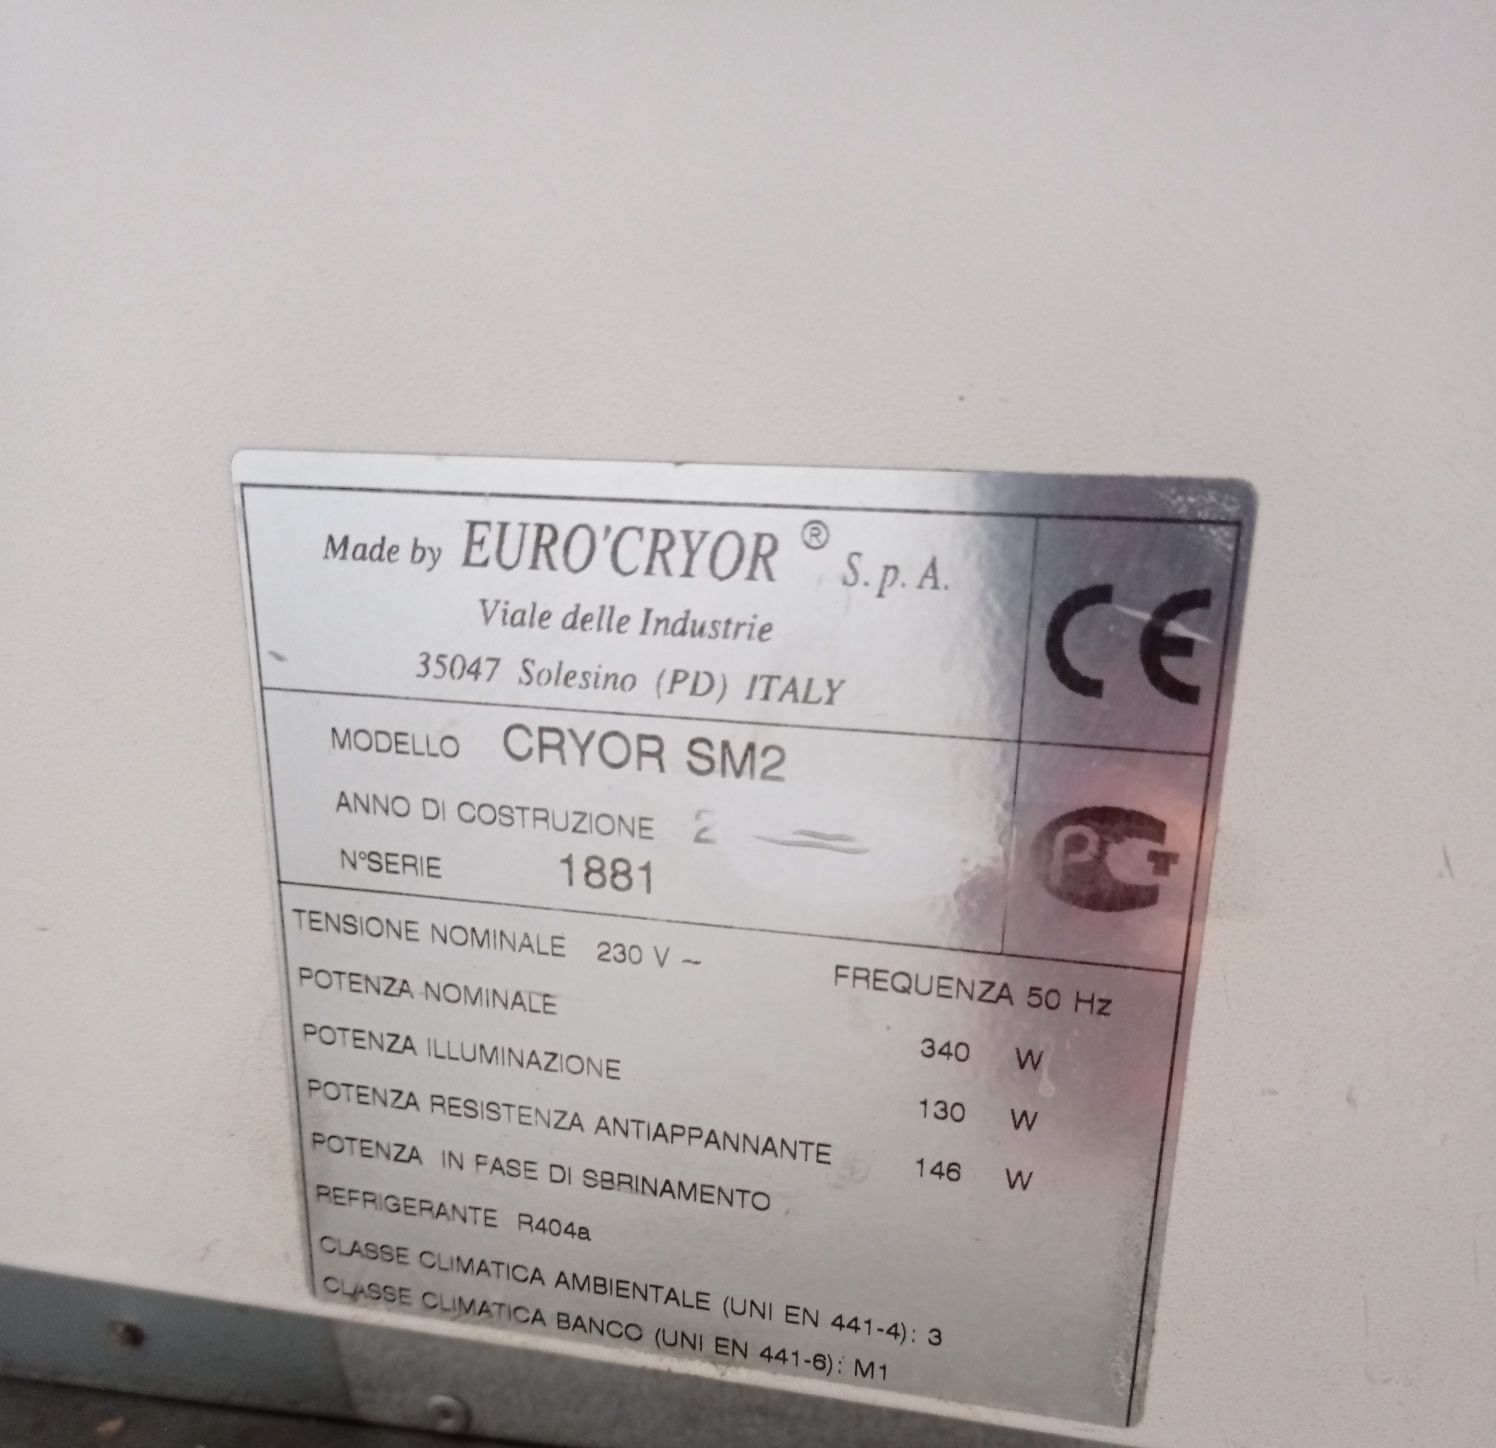 Made by EURO'CRYOR ® S.p.A.
Viale delle Industrie
35047 Solesino (PD) ITALY
CE
MODELLO CRYOR SM2
ANNO DI COSTRUZIONE 2
N°SERIE 1881
PCT
TENSIONE NOMINALE 230 V ~ FREQUENZA 50 Hz
POTENZA NOMINALE 340 W
POTENZA ILLUMINAZIONE 130 W
POTENZA RESISTENZA ANTIAPPANNANTE 146 W
POTENZA IN FASE DI SBRINAMENTO
REFRIGERANTE R404a
CLASSE CLIMATICA AMBIENTALE (UNI EN 441-4): 3
CLASSE CLIMATICA BANCO (UNI EN 441-6): M1